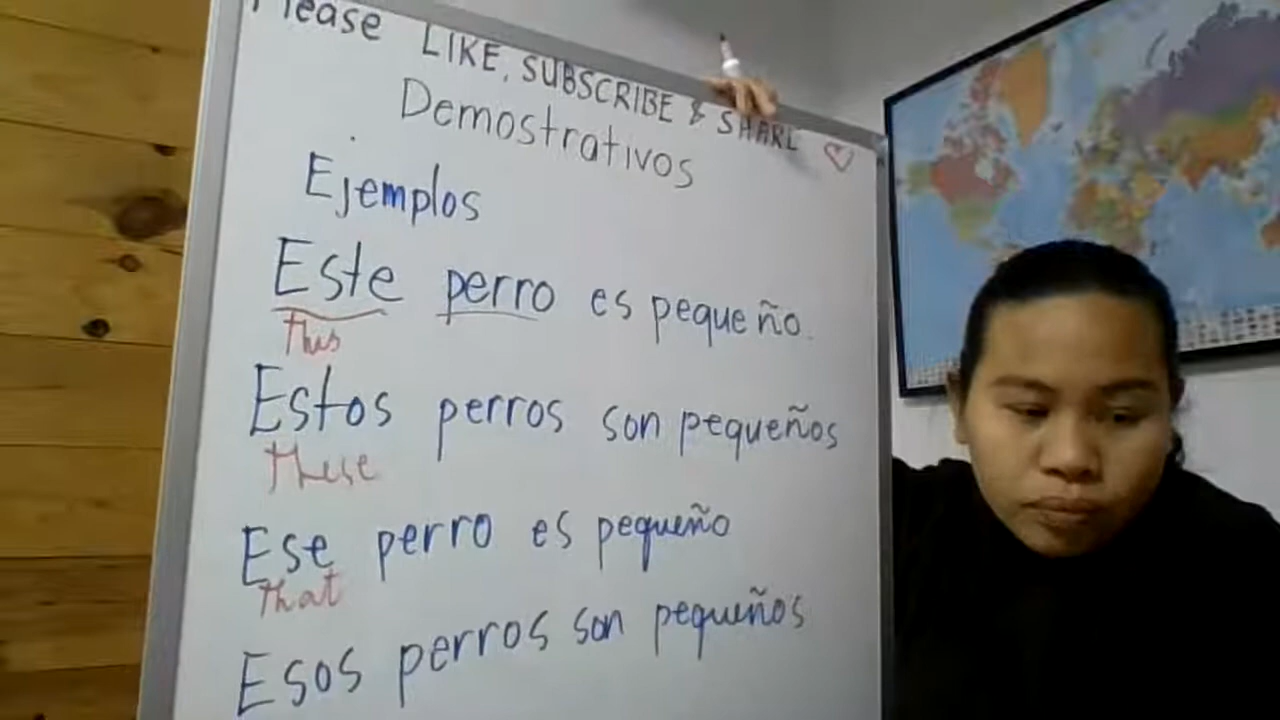 Please LIKE, SUBSCRIBE & SHARE
Demostrativos
Ejemplos
Este perro es pequeño.
this
Estos perros son pequeños
these
Ese perro es pequeño
that
Esos perros son pequeños